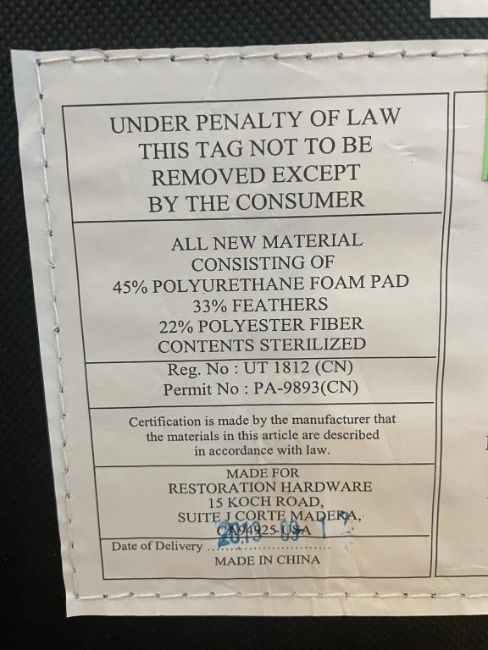 UNDER PENALTY OF LAW
THIS TAG NOT TO BE
REMOVED EXCEPT
BY THE CONSUMER
ALL NEW MATERIAL
CONSISTING OF
45% POLYURETHANE FOAM PAD
33% FEATHERS
22% POLYESTER FIBER
CONTENTS STERILIZED
Reg. No : UT 1812 (CN)
Permit No : PA-9893(CN)
Certification is made by the manufacturer that
the materials in this article are described
in accordance with law.
MADE FOR
RESTORATION HARDWARE
15 KOCH ROAD,
SUITE J CORTE MADERA,
CA94925 USA
Date of Delivery
MADE IN CHINA